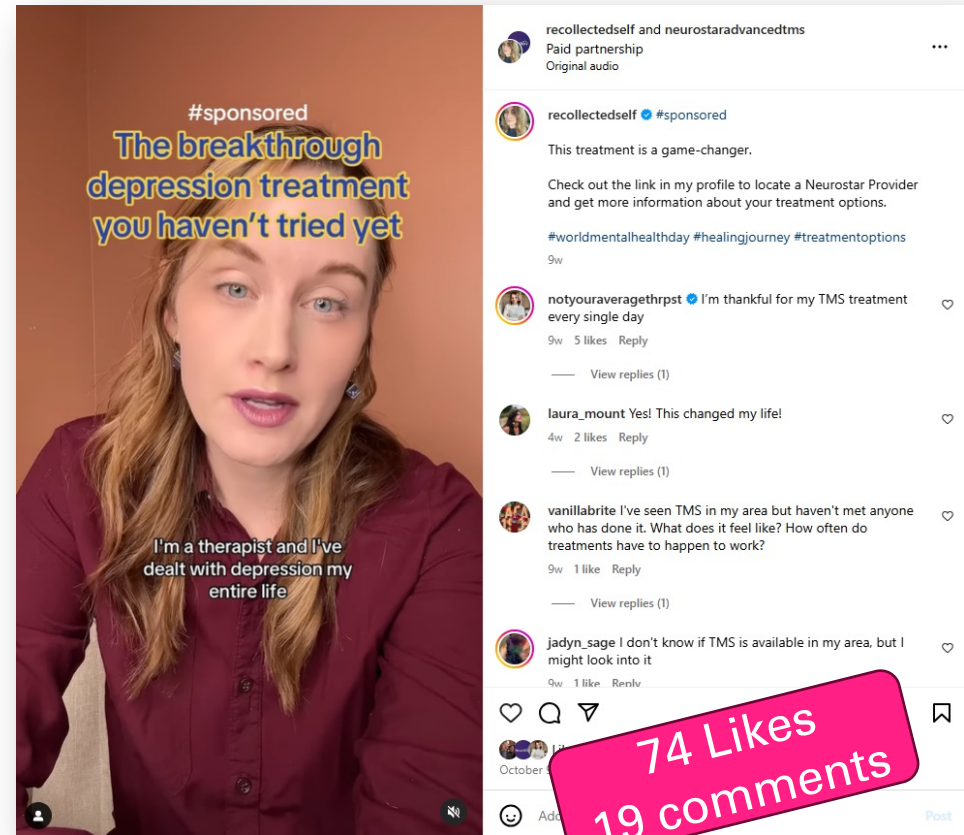 #sponsored
The breakthrough
depression treatment
you haven't tried yet
I'm a therapist and I've
dealt with depression my
entire life
recollectedself and neurostaradvancedtms
Paid partnership
Original audio
recollectedself #sponsored
This treatment is a game-changer.
Check out the link in my profile to locate a Neurostar Provider
and get more information about your treatment options.
#worldmentalhealthday #healingjourney #treatmentoptions
9w
notyouraveragethrpst I'm thankful for my TMS treatment
every single day
9w 5 likes Reply
View replies (1)
laura_mount Yes! This changed my life!
4w 2 likes Reply
View replies (1)
vanillabrite I've seen TMS in my area but haven't met anyone
who has done it. What does it feel like? How often do
treatments have to happen to work?
9w 1 like Reply
View replies (1)
jadyn_sage I don't know if TMS is available in my area, but I
might look into it
9w 1 like Reply
October
Post
74 Likes
19 comments